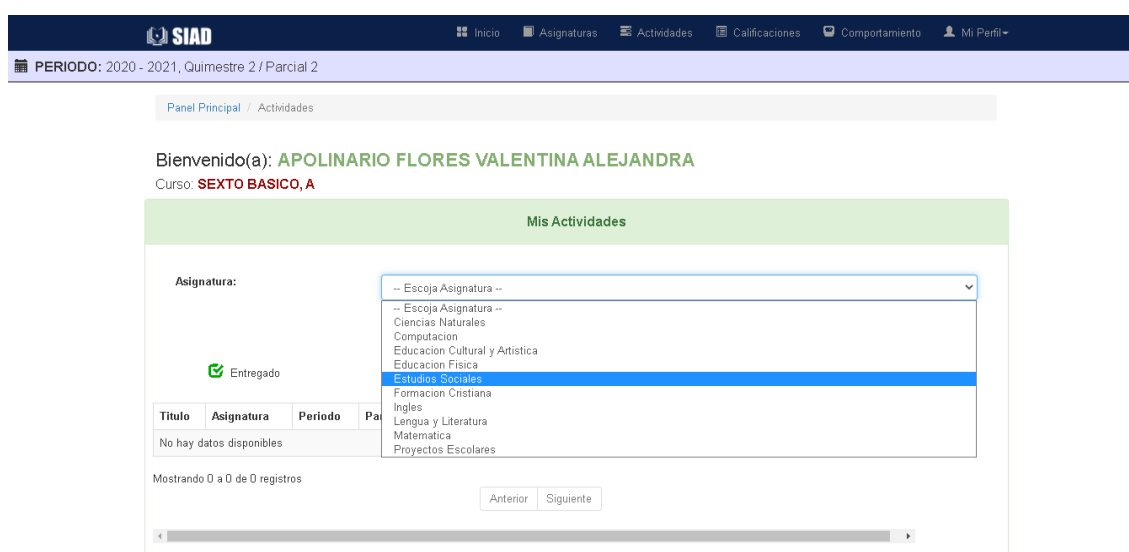 SIAD Inicio Asignaturas Actividades Calificaciones Comportamiento Mi Perfil
PERIODO: 2020 - 2021, Quimestre 2 / Parcial 2
Panel Principal / Actividades
Bienvenido(a): APOLINARIO FLORES VALENTINA ALEJANDRA
Curso: SEXTO BASICO, A
Mis Actividades
Asignatura:
-- Escoja Asignatura --
-- Escoja Asignatura --
Ciencias Naturales
Computacion
Educacion Cultural y Artistica
Educacion Fisica
Estudios Sociales
Formacion Cristiana
Ingles
Lengua y Literatura
Matematica
Proyectos Escolares
Entregado
Titulo Asignatura Periodo Pa
No hay datos disponibles
Mostrando 0 a 0 de 0 registros
Anterior Siguiente